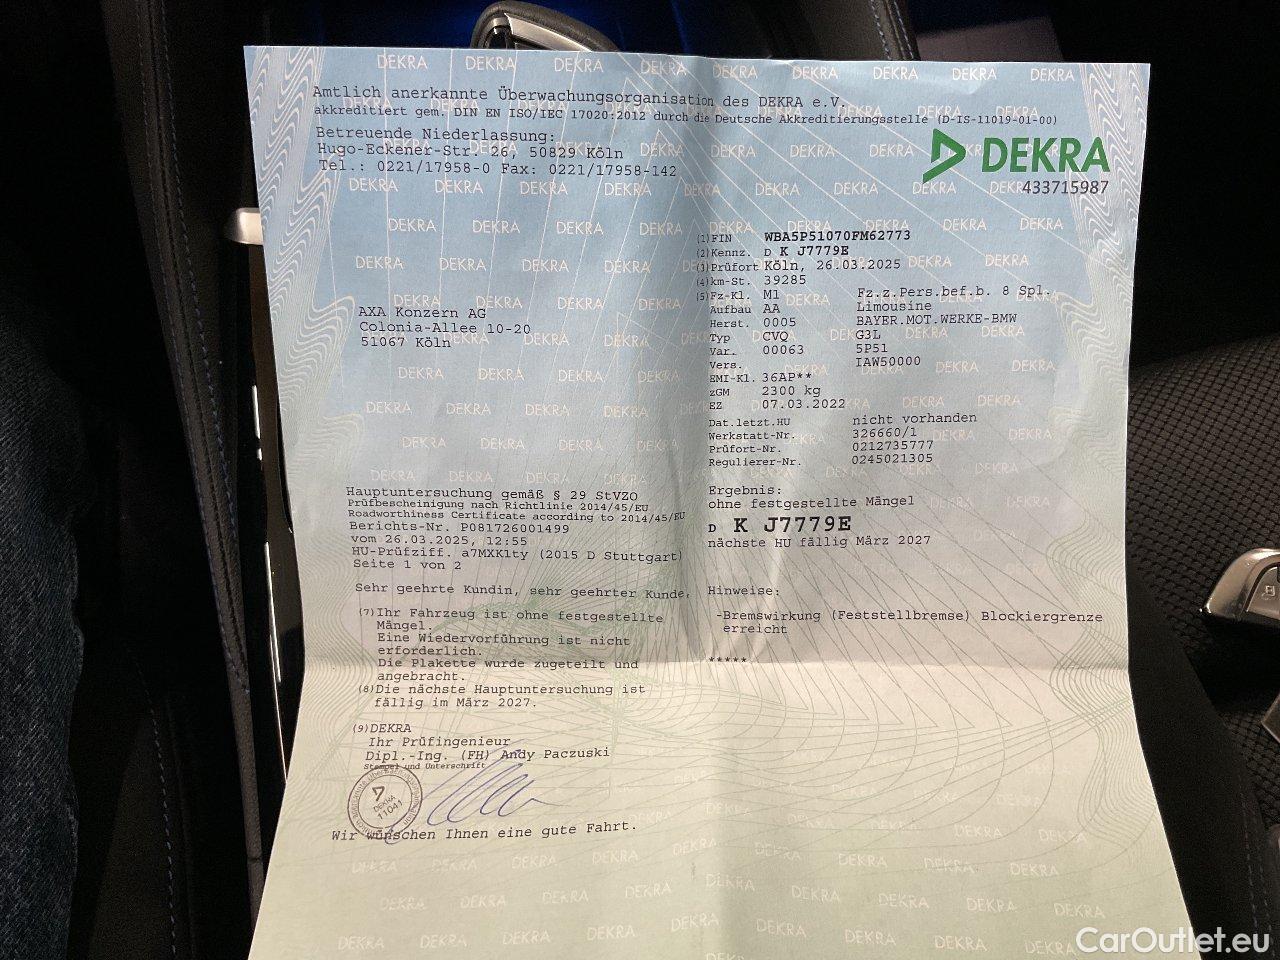 Amtlich anerkannte Überwachungsorganisation des DEKRA e.V.
akkreditiert gem. DIN EN ISO/IEC 17020:2012 durch die Deutsche Akkreditierungsstelle (D-IS-11019-01-00)
Betreuende Niederlassung:
Hugo-Eckener-Str. 26, 50829 Köln
Tel.: 0221/17958-0 Fax: 0221/17958-142
DEKRA
433715987
(1) FIN WBA5P51070FM62773
(2) Kennz. D K J7779E
(3) Prüfort Köln, 26.03.2025
(4) km-St. 39285
(5) Fz-Kl. M1 Fz.z.Pers.bef.b. 8 Spl.
Aufbau AA Limousine
Herst. 0005 BAYER.MOT.WERKE-BMW
Typ CVQ G3L
Var. 00063 5P51
Vers. IAW50000
EMI-Kl. 36AP**
zGM 2300 kg
EZ 07.03.2022
Dat.letzt.HU nicht vorhanden
Werkstatt-Nr. 326660/1
Prüfort-Nr. 0212735777
Regulierer-Nr. 0245021305
AXA Konzern AG
Colonia-Allee 10-20
51067 Köln
Hauptuntersuchung gemäß § 29 StVZO
Prüfbescheinigung nach Richtlinie 2014/45/EU
Roadworthiness Certificate according to 2014/45/EU
Berichts-Nr. P081726001499
vom 26.03.2025, 12:55
HU-Prüfziff. a7MXK1ty (2015 D Stuttgart)
Seite 1 von 2
Sehr geehrte Kundin, sehr geehrter Kunde,
(7) Ihr Fahrzeug ist ohne festgestellte
Mängel.
Eine Wiedervorführung ist nicht
erforderlich.
Die Plakette wurde zugeteilt und
angebracht.
(8) Die nächste Hauptuntersuchung ist
fällig im März 2027.
(9) DEKRA
Ihr Prüfingenieur
Dipl.-Ing. (FH) Andy Paczuski
Stempel und Unterschrift
DEKRA
11041
Wir wünschen Ihnen eine gute Fahrt.
Ergebnis:
ohne festgestellte Mängel
D K J7779E
nächste HU fällig März 2027
Hinweise:
-Bremswirkung (Feststellbremse) Blockiergrenze
erreicht
*****
CarOutlet.eu